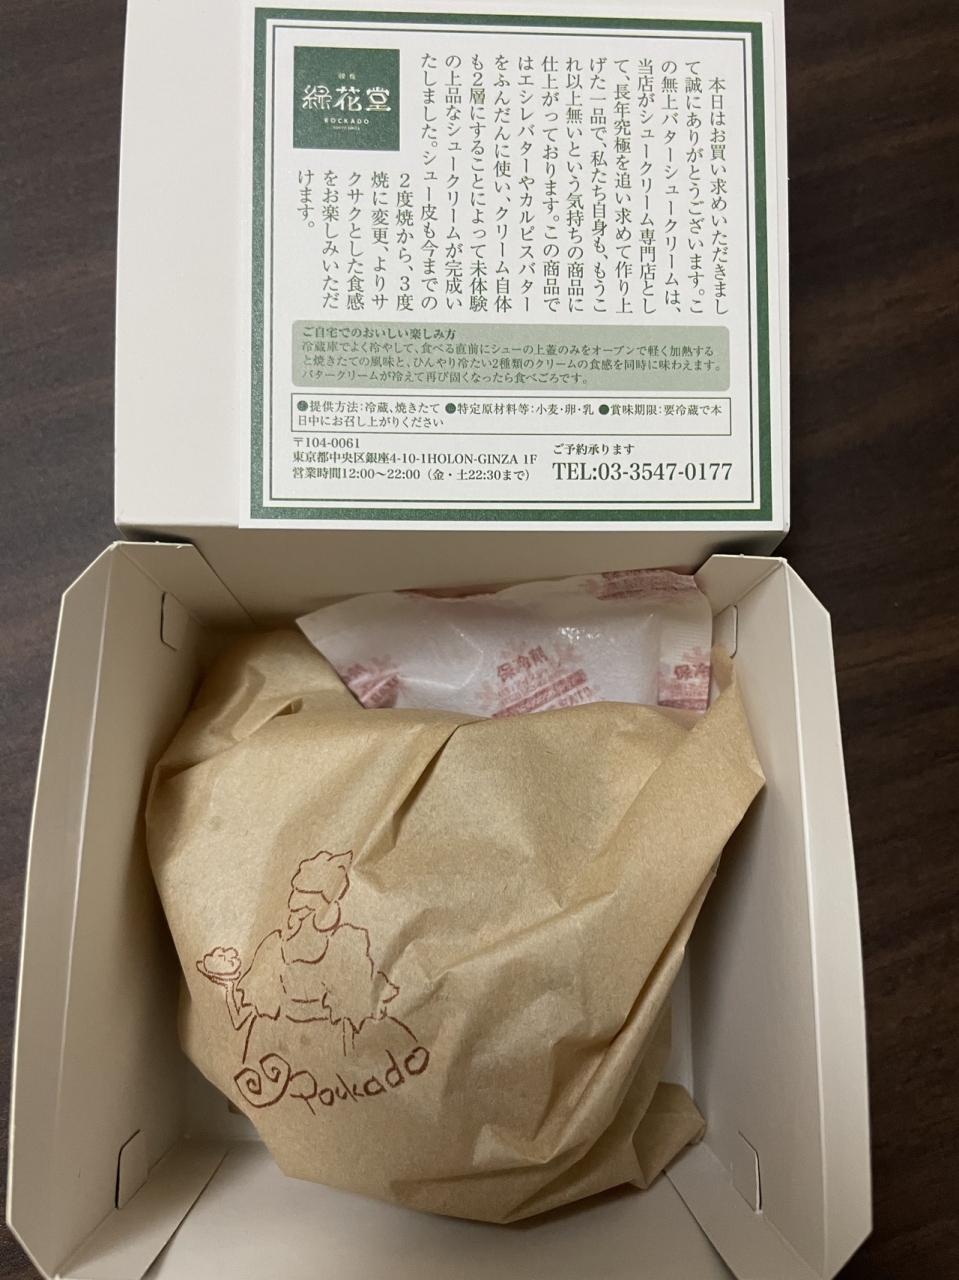 本日はお買い求めいただきまし
て誠にありがとうございます。こ
の無上バターシュークリームは、
当店がシュークリーム専門店とし
て、長年究極を追い求めて作り上
げた一品で、私たち自身も、もうこ
れ以上無いという気持ちの商品に
仕上がっております。この商品で
はエシレバターやカルピスバター
をふんだんに使い、クリーム自体
も2層にすることによって未体験
の上品なシュークリームが完成い
たしました。シュー皮も今までの
2度焼から、3度
焼に変更、よりサ
クサクとした食感
をお楽しみいただ
けます。
緑花堂
ROCKADO
ご自宅でのおいしい楽しみ方
冷蔵庫でよく冷やして、食べる直前にシューの上蓋のみをオーブンで軽く加熱する
と焼きたての風味と、ひんやり冷たい2種類のクリームの食感を同時に味わえます。
バタークリームが冷えて再び固くなったら食べごろです。
●提供方法：冷蔵、焼きたて ●特定原材料等：小麦・卵・乳 ●賞味期限：要冷蔵で本
日中にお召し上がりください
〒104-0061
東京都中央区銀座4-10-1HOLON-GINZA 1F
営業時間12:00〜22:00（金・土22:30まで）
ご予約承ります
TEL:03-3547-0177
保冷剤
保冷
Rockado